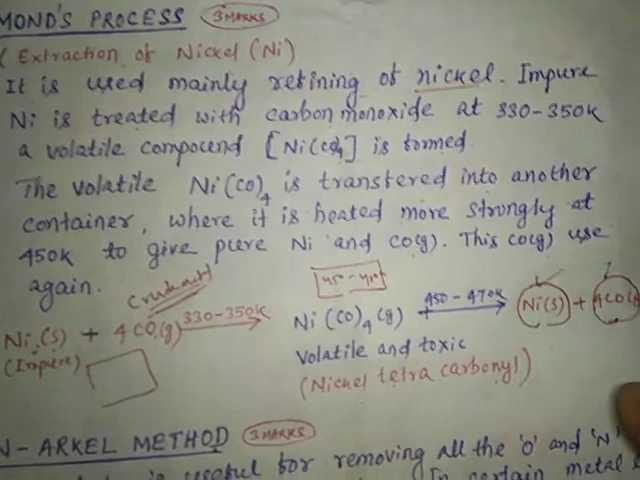 MOND'S PROCESS (3 MARKS)
( Extraction of Nickel (Ni)
It is used mainly refining of nickel. Impure
Ni is treated with carbon monoxide at 330-350K
a volatile compound [Ni(co)4] is formed
The volatile Ni(CO)4 is transfered into another
container, where it is heated more strongly at
450K to give pure Ni and co(g). This co(g) use
again.
Ni(S) + 4CO(g) 330-350K → Ni(CO)4(g) 450-470K → Ni(S) + 4CO(g)
(Impure) volatile and toxic
(Nickel tetra carbonyl)
N-ARKEL METHOD (3 MARKS)
is useful for removing all the 'O' and 'N'
In certain metal